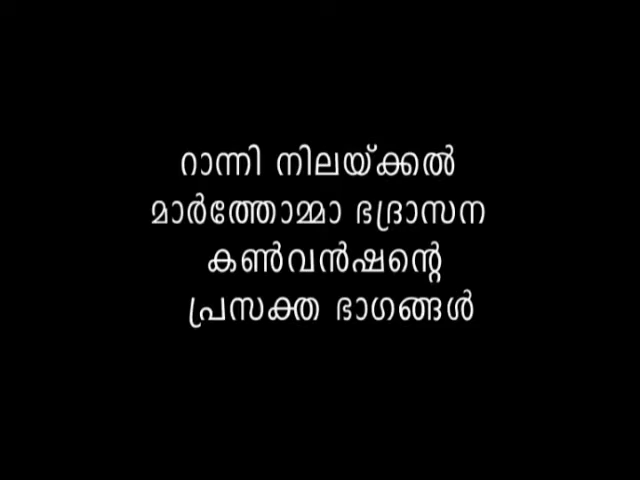 റാന്നി നിലയ്ക്കൽ
മാർത്തോമ്മാ ഭദ്രാസന
കൺവൻഷന്റെ
പ്രസക്ത ഭാഗങ്ങൾ